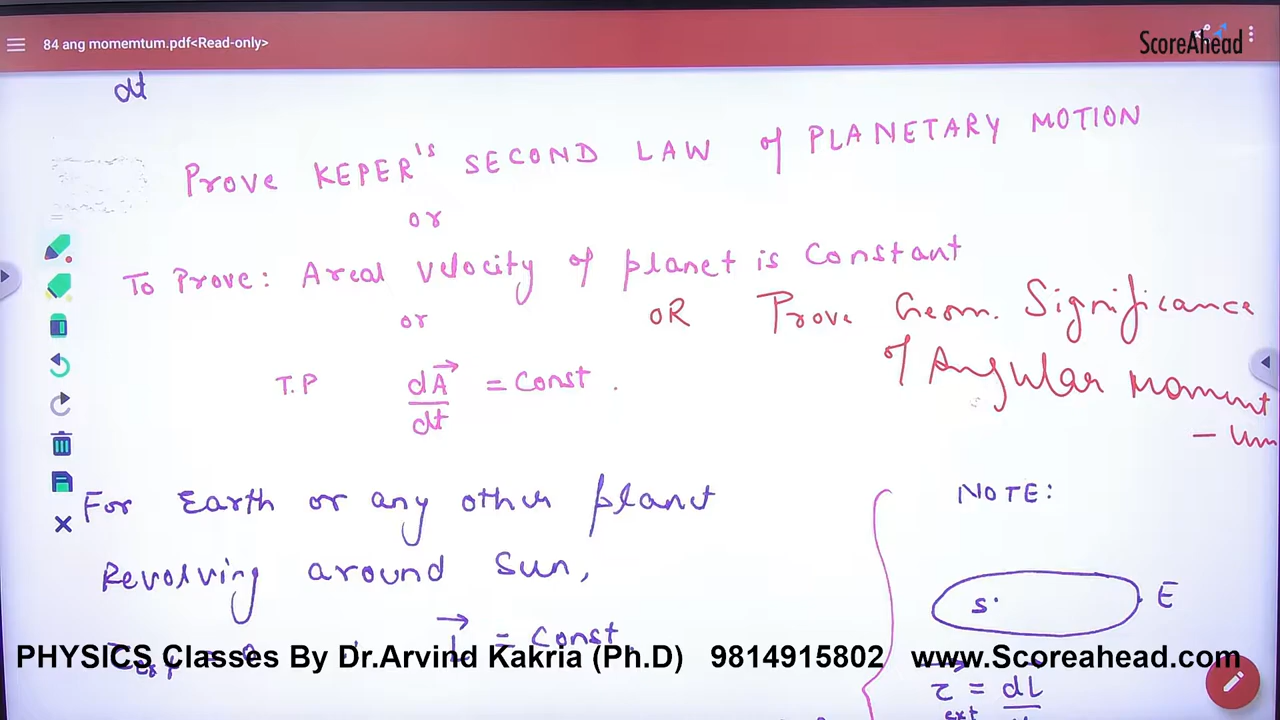 84 ang momemtum.pdf<Read-only>
ScoreAhead
dt
Prove KEPER's SECOND LAW of PLANETARY MOTION
or
To Prove: Areal velocity of planet is Constant
or
OR Prove Geom. Significance
of Angular Moment
- um
T.P dA/dt = Const.
For Earth or any other planet
Revolving around Sun,
L = Const.
NOTE:
S E
PHYSICS Classes By Dr.Arvind Kakria (Ph.D) 9814915802 www.Scoreahead.com
τ = dL
ext